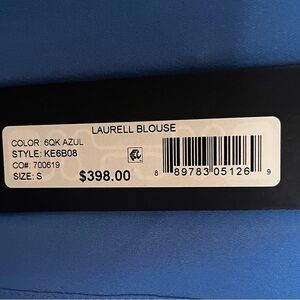 LAURELL BLOUSE
COLOR: 6QK AZUL
STYLE: KE6B08
CO#: 700619
SIZE: S $398.00
8 89783 05126 9